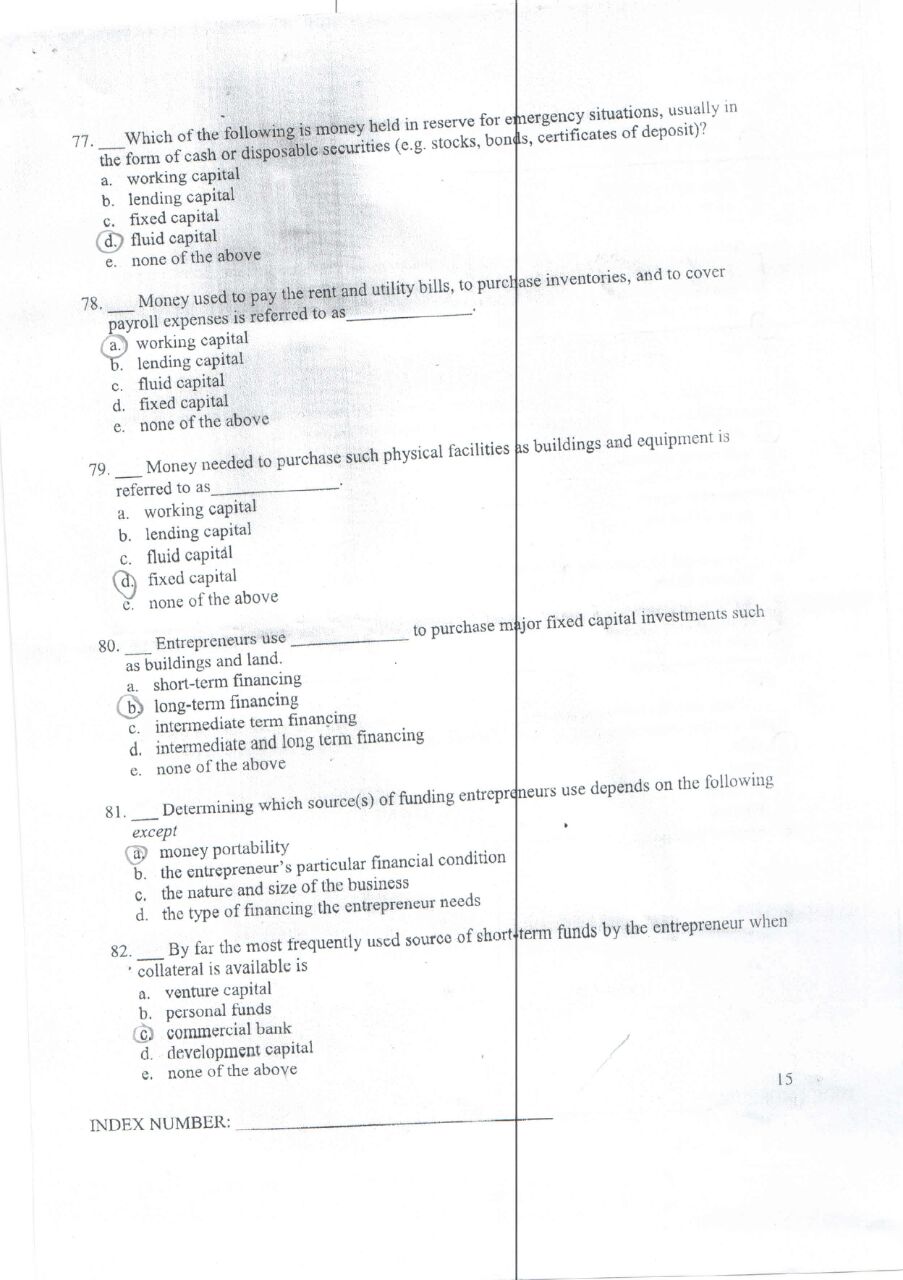 77. ___ Which of the following is money held in reserve for emergency situations, usually in
the form of cash or disposable securities (e.g. stocks, bonds, certificates of deposit)?
a. working capital
b. lending capital
c. fixed capital
d. fluid capital
e. none of the above
78. ___ Money used to pay the rent and utility bills, to purchase inventories, and to cover
payroll expenses is referred to as______________.
a. working capital
b. lending capital
c. fluid capital
d. fixed capital
e. none of the above
79. ___ Money needed to purchase such physical facilities as buildings and equipment is
referred to as______________.
a. working capital
b. lending capital
c. fluid capital
d. fixed capital
e. none of the above
80. ___ Entrepreneurs use _____________ to purchase major fixed capital investments such
as buildings and land.
a. short-term financing
b. long-term financing
c. intermediate term financing
d. intermediate and long term financing
e. none of the above
81. ___ Determining which source(s) of funding entrepreneurs use depends on the following
except
a. money portability
b. the entrepreneur's particular financial condition
c. the nature and size of the business
d. the type of financing the entrepreneur needs
82. ___ By far the most frequently used source of short-term funds by the entrepreneur when
collateral is available is
a. venture capital
b. personal funds
c. commercial bank
d. development capital
e. none of the above
15
INDEX NUMBER: ___________________________________